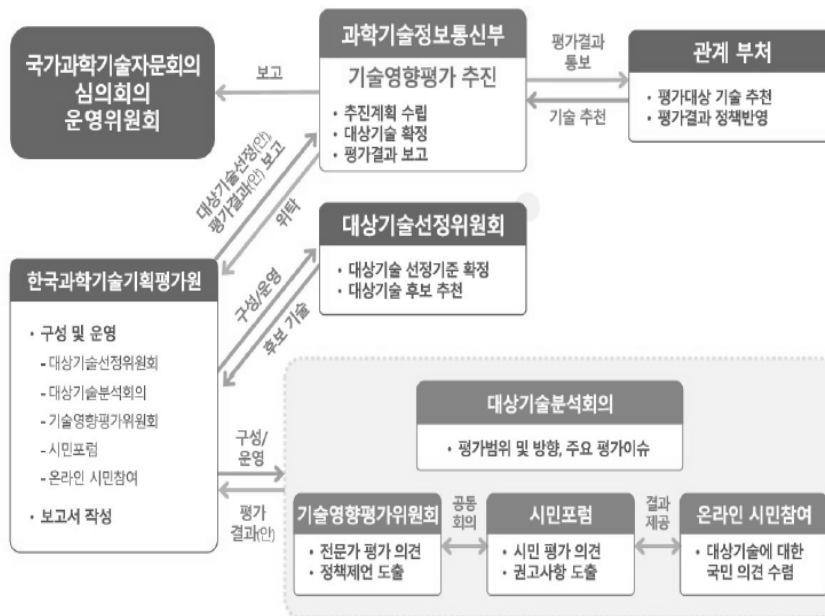 국가과학기술자문회의
심의회의
운영위원회
보고
과학기술정보통신부
기술영향평가 추진
• 추진계획 수립
• 대상기술 확정
• 평가결과 보고
평가결과
통보
기술 추천
관계 부처
• 평가대상 기술 추천
• 평가결과 정책반영
대상기술선정(안),
평가결과(안) 보고
위탁
대상기술선정위원회
• 대상기술 선정기준 확정
• 대상기술 후보 추천
구성/운영
후보 기술
한국과학기술기획평가원
• 구성 및 운영
- 대상기술선정위원회
- 대상기술분석회의
- 기술영향평가위원회
- 시민포럼
- 온라인 시민참여
• 보고서 작성
구성/
운영
평가
결과(안)
대상기술분석회의
• 평가범위 및 방향, 주요 평가이슈
기술영향평가위원회
• 전문가 평가 의견
• 정책제언 도출
공통
회의
시민포럼
• 시민 평가 의견
• 권고사항 도출
결과
제공
온라인 시민참여
• 대상기술에 대한
국민 의견 수렴